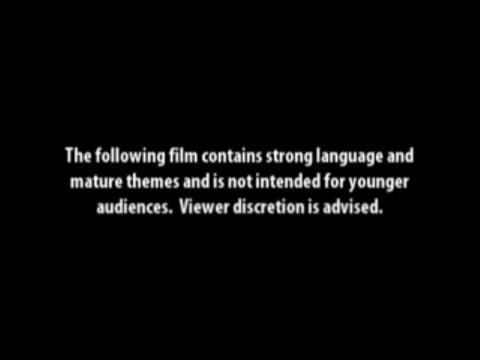 The following film contains strong language and
mature themes and is not intended for younger
audiences.  Viewer discretion is advised.